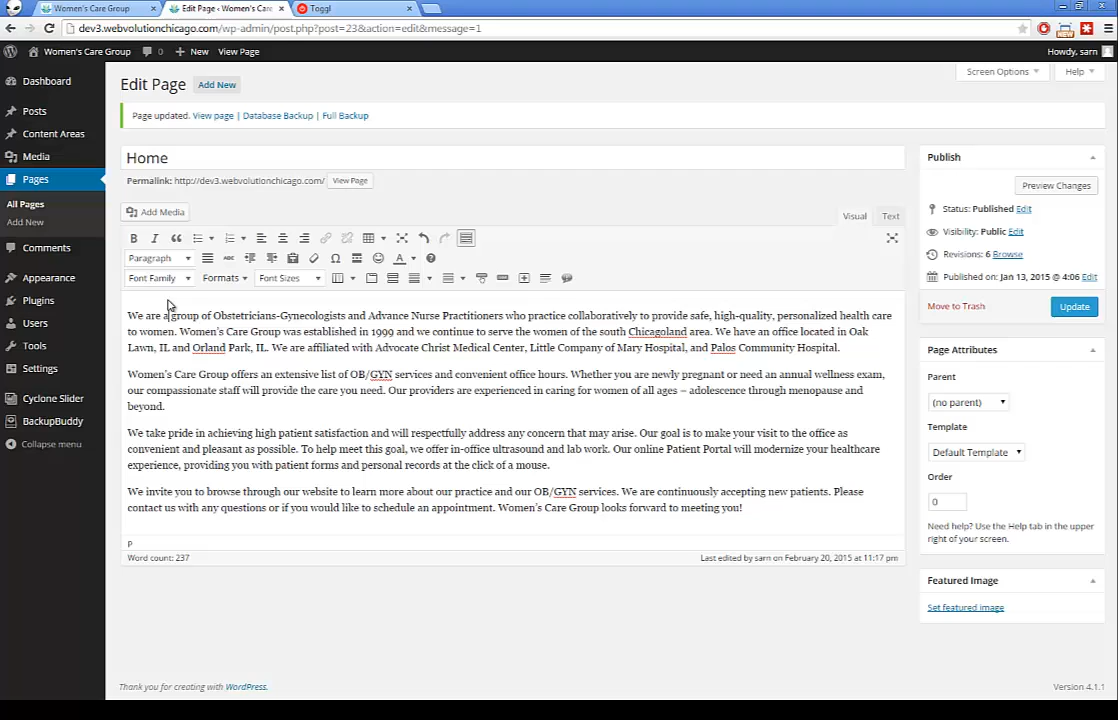 Women's Care Group
Edit Page ‹ Women's Care
Toggl
dev3.webvolutionchicago.com/wp-admin/post.php?post=23&action=edit&message=1
Women's Care Group 0 New View Page Howdy, sarn
Screen Options Help
Dashboard
Posts
Content Areas
Media
Pages
All Pages
Add New
Comments
Appearance
Plugins
Users
Tools
Settings
Cyclone Slider
BackupBuddy
Collapse menu
Edit Page Add New
Page updated. View page | Database Backup | Full Backup
Home
Permalink: http://dev3.webvolutionchicago.com/ View Page
Add Media
Visual Text
Paragraph
Font Family Formats Font Sizes
We are a group of Obstetricians-Gynecologists and Advance Nurse Practitioners who practice collaboratively to provide safe, high-quality, personalized health care
to women. Women's Care Group was established in 1999 and we continue to serve the women of the south Chicagoland area. We have an office located in Oak
Lawn, IL and Orland Park, IL. We are affiliated with Advocate Christ Medical Center, Little Company of Mary Hospital, and Palos Community Hospital.
Women's Care Group offers an extensive list of OB/GYN services and convenient office hours. Whether you are newly pregnant or need an annual wellness exam,
our compassionate staff will provide the care you need. Our providers are experienced in caring for women of all ages – adolescence through menopause and
beyond.
We take pride in achieving high patient satisfaction and will respectfully address any concern that may arise. Our goal is to make your visit to the office as
convenient and pleasant as possible. To help meet this goal, we offer in-office ultrasound and lab work. Our online Patient Portal will modernize your healthcare
experience, providing you with patient forms and personal records at the click of a mouse.
We invite you to browse through our website to learn more about our practice and our OB/GYN services. We are continuously accepting new patients. Please
contact us with any questions or if you would like to schedule an appointment. Women's Care Group looks forward to meeting you!
P
Word count: 237 Last edited by sarn on February 20, 2015 at 11:17 pm
Publish
Preview Changes
Status: Published Edit
Visibility: Public Edit
Revisions: 6 Browse
Published on: Jan 13, 2015 @ 4:06 Edit
Move to Trash Update
Page Attributes
Parent
(no parent)
Template
Default Template
Order
0
Need help? Use the Help tab in the upper
right of your screen.
Featured Image
Set featured image
Thank you for creating with WordPress. Version 4.1.1